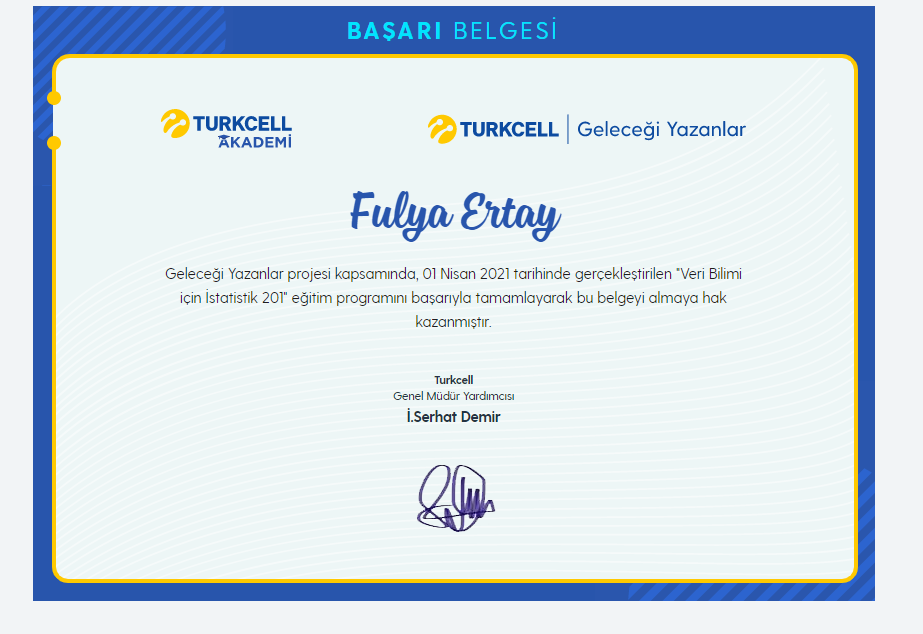 BAŞARI BELGESİ
TURKCELL
AKADEMİ
TURKCELL | Geleceği Yazanlar
Fulya Ertay
Geleceği Yazanlar projesi kapsamında, 01 Nisan 2021 tarihinde gerçekleştirilen "Veri Bilimi
için İstatistik 201" eğitim programını başarıyla tamamlayarak bu belgeyi almaya hak
kazanmıştır.
Turkcell
Genel Müdür Yardımcısı
İ.Serhat Demir